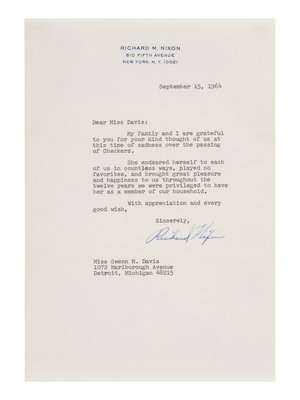 RICHARD M. NIXON
810 FIFTH AVENUE
NEW YORK, N.Y. 10021
September 15, 1964
Dear Miss Davis:
My family and I are grateful
to you for your kind thought of us at
this time of sadness over the passing
of Checkers.
She endeared herself to each
of us in countless ways, played no
favorites, and brought great pleasure
and happiness to us throughout the
twelve years we were privileged to have
her as a member of our household.
With appreciation and every
good wish,
Sincerely,
Richard Nixon
Miss Gwenn M. Davis
1072 Marlborough Avenue
Detroit, Michigan 48215